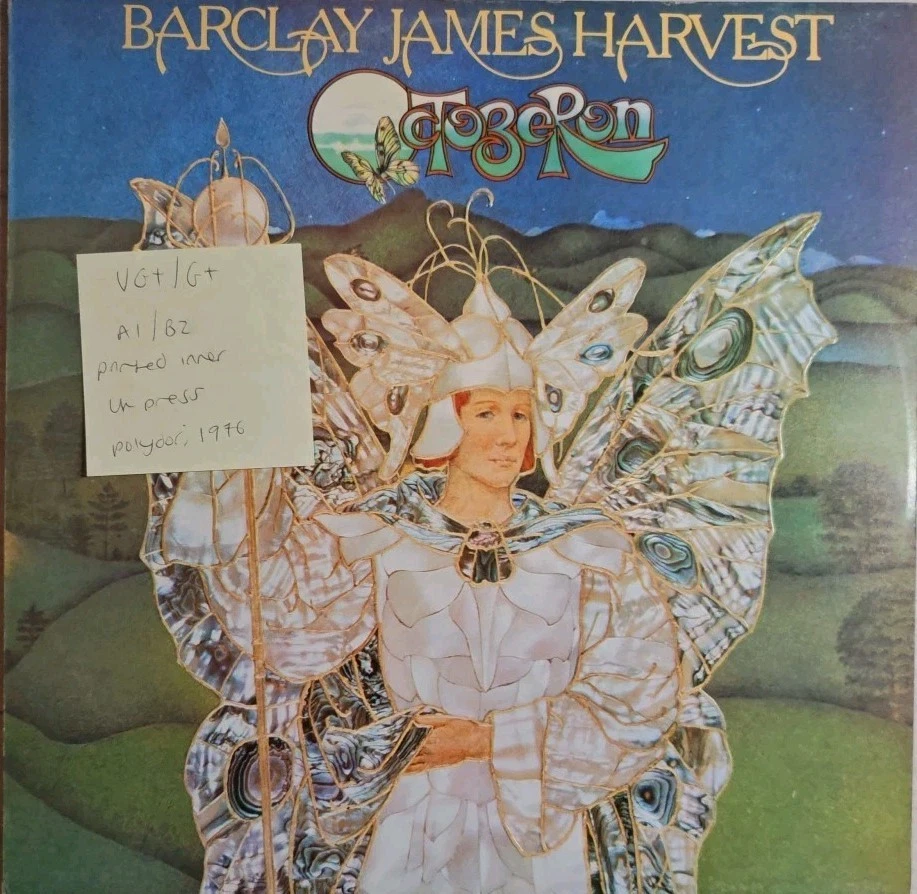 BARCLAY JAMES HARVEST
OCTOBERON
VG+/G+
A1/B2
printed inner
UK press
polydor, 1976